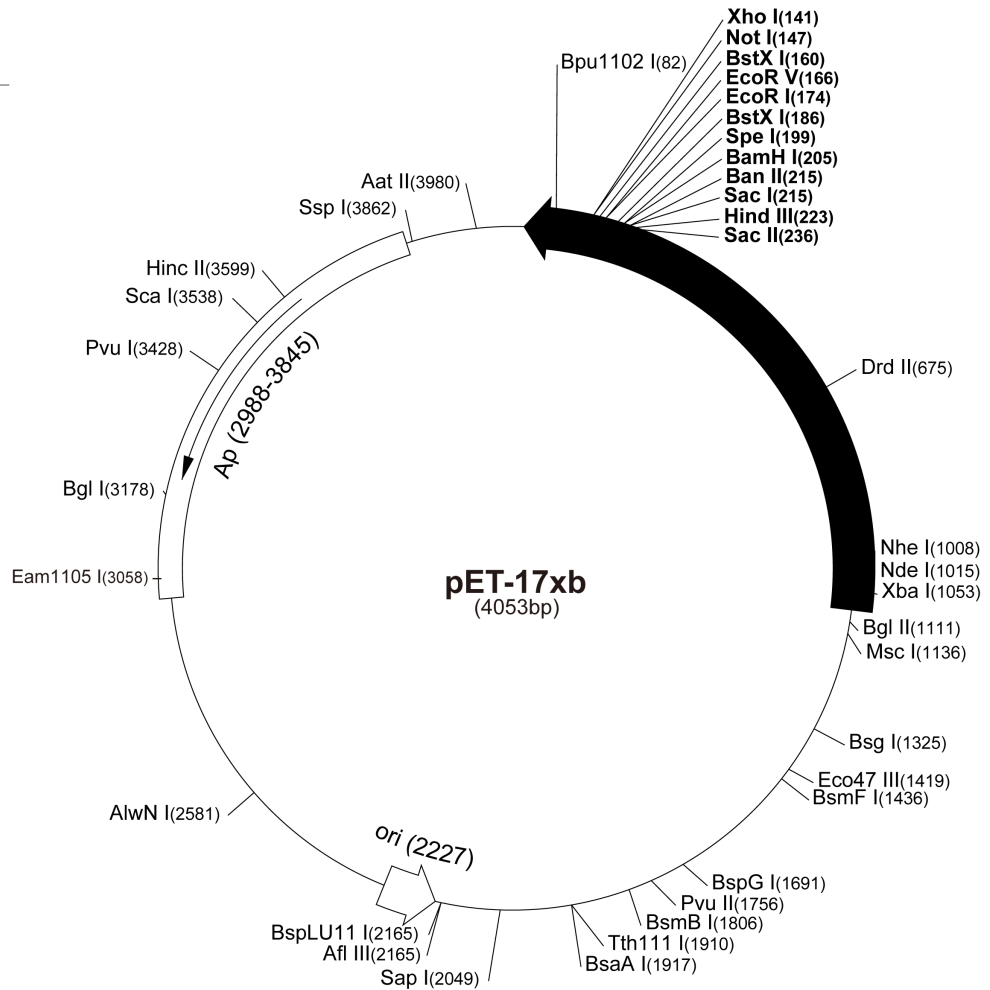 Xho I(141)
Not I(147)
BstX I(160)
EcoR V(166)
EcoR I(174)
BstX I(186)
Spe I(199)
BamH I(205)
Ban II(215)
Sac I(215)
Hind III(223)
Sac II(236)
Bpu1102 I(82)
Aat II(3980)
Ssp I(3862)
Hinc II(3599)
Sca I(3538)
Pvu I(3428)
Ap (2988-3845)
Bgl I(3178)
Eam1105 I(3058)
Drd II(675)
Nhe I(1008)
Nde I(1015)
Xba I(1053)
Bgl II(1111)
Msc I(1136)
pET-17xb
(4053bp)
Bsg I(1325)
Eco47 III(1419)
BsmF I(1436)
AlwN I(2581)
ori (2227)
BspG I(1691)
Pvu II(1756)
BsmB I(1806)
Tth111 I(1910)
BsaA I(1917)
BspLU11 I(2165)
Afl III(2165)
Sap I(2049)